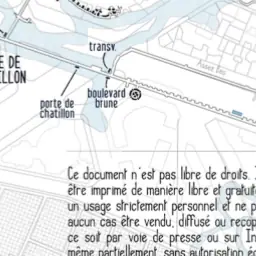 transv.
E DE
LLON
boulevard
brune
porte de
chatillon
Ce document n'est pas libre de droits.
être imprimé de manière libre et gratuit
un usage strictement personnel et ne p
aucun cas être vendu, diffusé ou recop
ce soit par voie de presse ou sur In
même partiellement, sans autorisation é